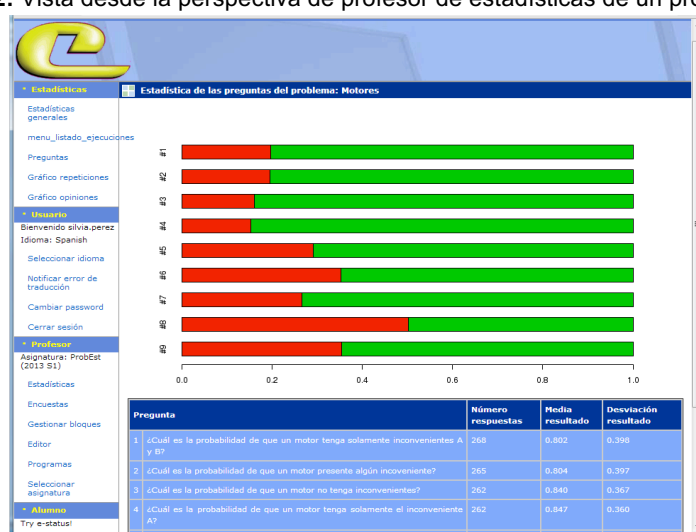 Vista desde la perspectiva de profesor de estadísticas de un
Estadísticas
Estadística de las preguntas del problema: Motores
Estadísticas
generales
menu_listado_ejecuciones
Preguntas
Gráfico repeticiones
Gráfico opiniones
Usuario
Bienvenido silvia.perez
Idioma: Spanish
Seleccionar idioma
Notificar error de
traducción
Cambiar password
Cerrar sesión
Profesor
Asignatura: ProbEst
(2013 S1)
Estadísticas
Encuestas
Gestionar bloques
Editor
Programas
Seleccionar
asignatura
Alumno
Try e-status!
#1
#2
#3
#4
#5
#6
#7
#8
#9
0.0 0.2 0.4 0.6 0.8 1.0
Pregunta Número respuestas Media resultado Desviación resultado
1 ¿Cuál es la probabilidad de que un motor tenga solamente inconvenientes A
y B? 268 0.802 0.398
2 ¿Cuál es la probabilidad de que un motor presente algún incoveniente? 265 0.804 0.397
3 ¿Cuál es la probabilidad de que un motor no tenga inconvenientes? 262 0.840 0.367
4 ¿Cuál es la probabilidad de que un motor tenga solamente el inconveniente
A? 262 0.847 0.360